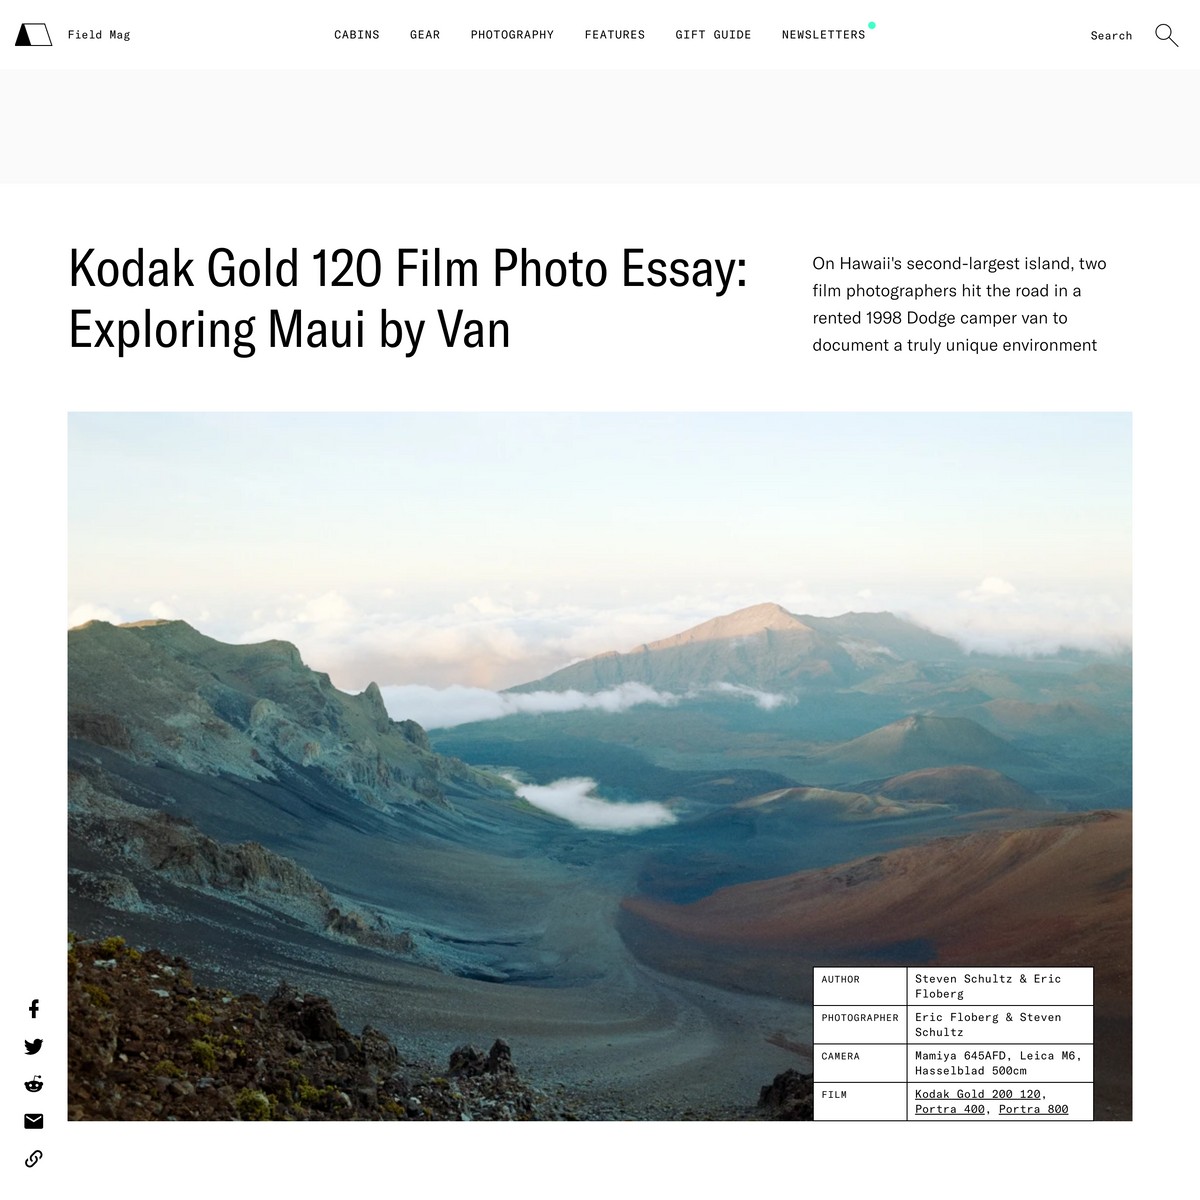 Field Mag
CABINS
GEAR
PHOTOGRAPHY
FEATURES
GIFT GUIDE
NEWSLETTERS
Search
Kodak Gold 120 Film Photo Essay:
Exploring Maui by Van
On Hawaii's second-largest island, two
film photographers hit the road in a
rented 1998 Dodge camper van to
document a truly unique environment
AUTHOR
Steven Schultz & Eric
Floberg
PHOTOGRAPHER
Eric Floberg & Steven
Schultz
CAMERA
Mamiya 645AFD, Leica M6,
Hasselblad 500cm
FILM
Kodak Gold 200 120,
Portra 400, Portra 800